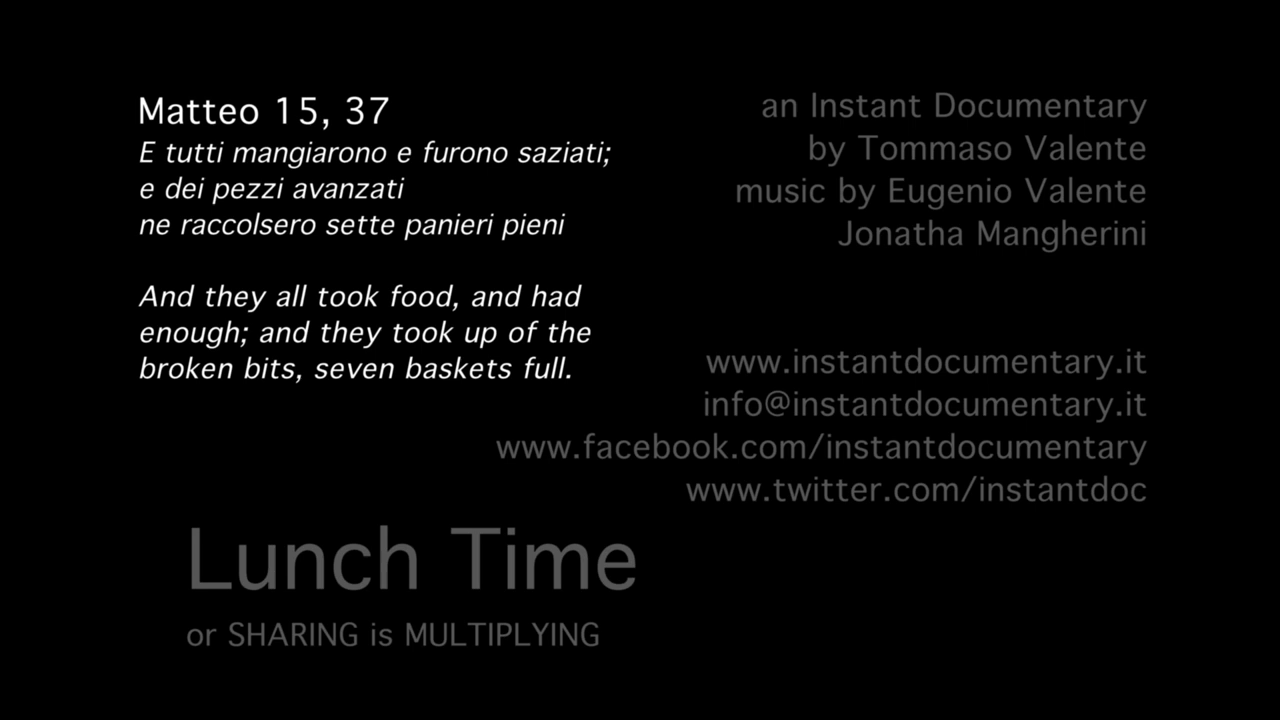 Matteo 15, 37
E tutti mangiarono e furono saziati;
e dei pezzi avanzati
ne raccolsero sette panieri pieni
And they all took food, and had
enough; and they took up of the
broken bits, seven baskets full.
an Instant Documentary
by Tommaso Valente
music by Eugenio Valente
Jonatha Mangherini
www.instantdocumentary.it
info@instantdocumentary.it
www.facebook.com/instantdocumentary
www.twitter.com/instantdoc
Lunch Time
or SHARING is MULTIPLYING